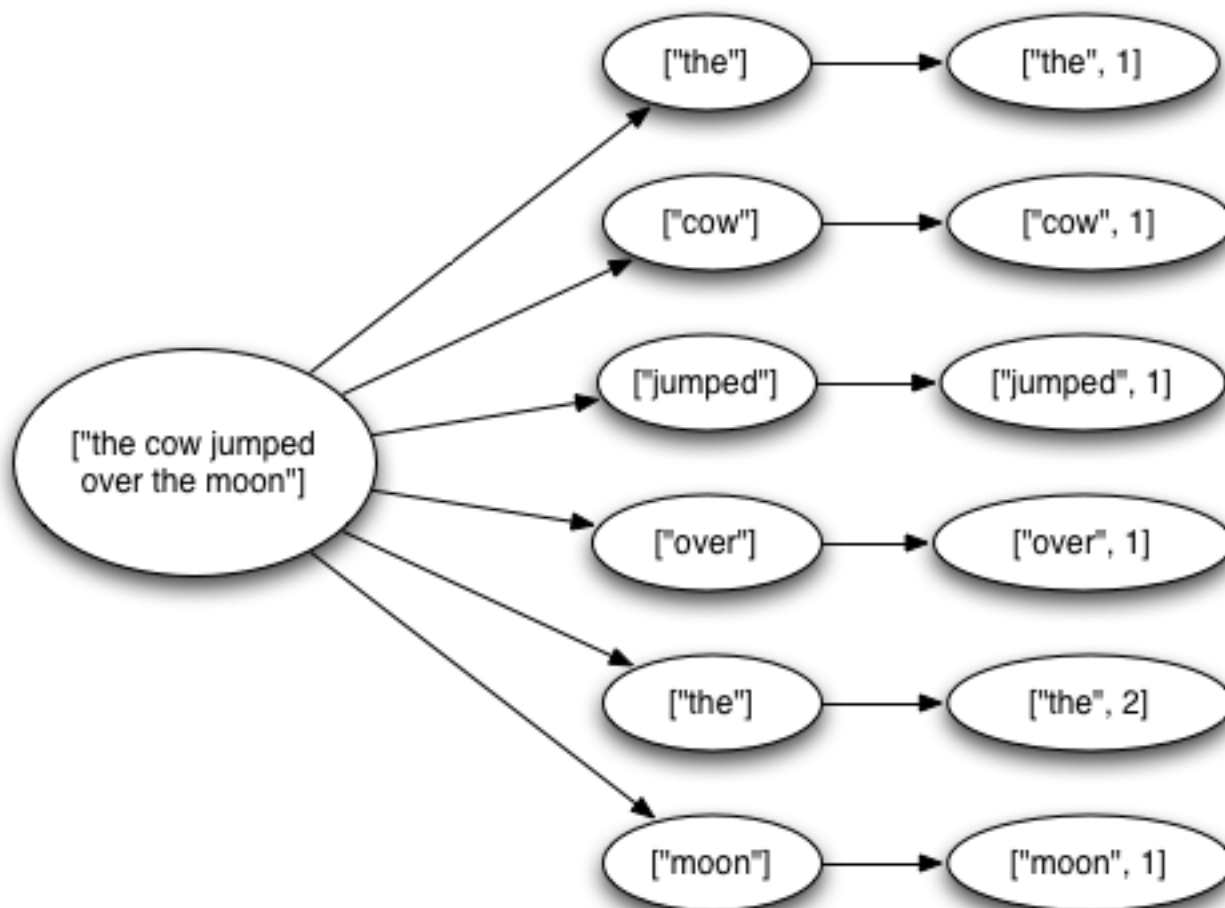 ["the"]
["the", 1]
["cow"]
["cow", 1]
["jumped"]
["jumped", 1]
["the cow jumped
over the moon"]
["over"]
["over", 1]
["the"]
["the", 2]
["moon"]
["moon", 1]